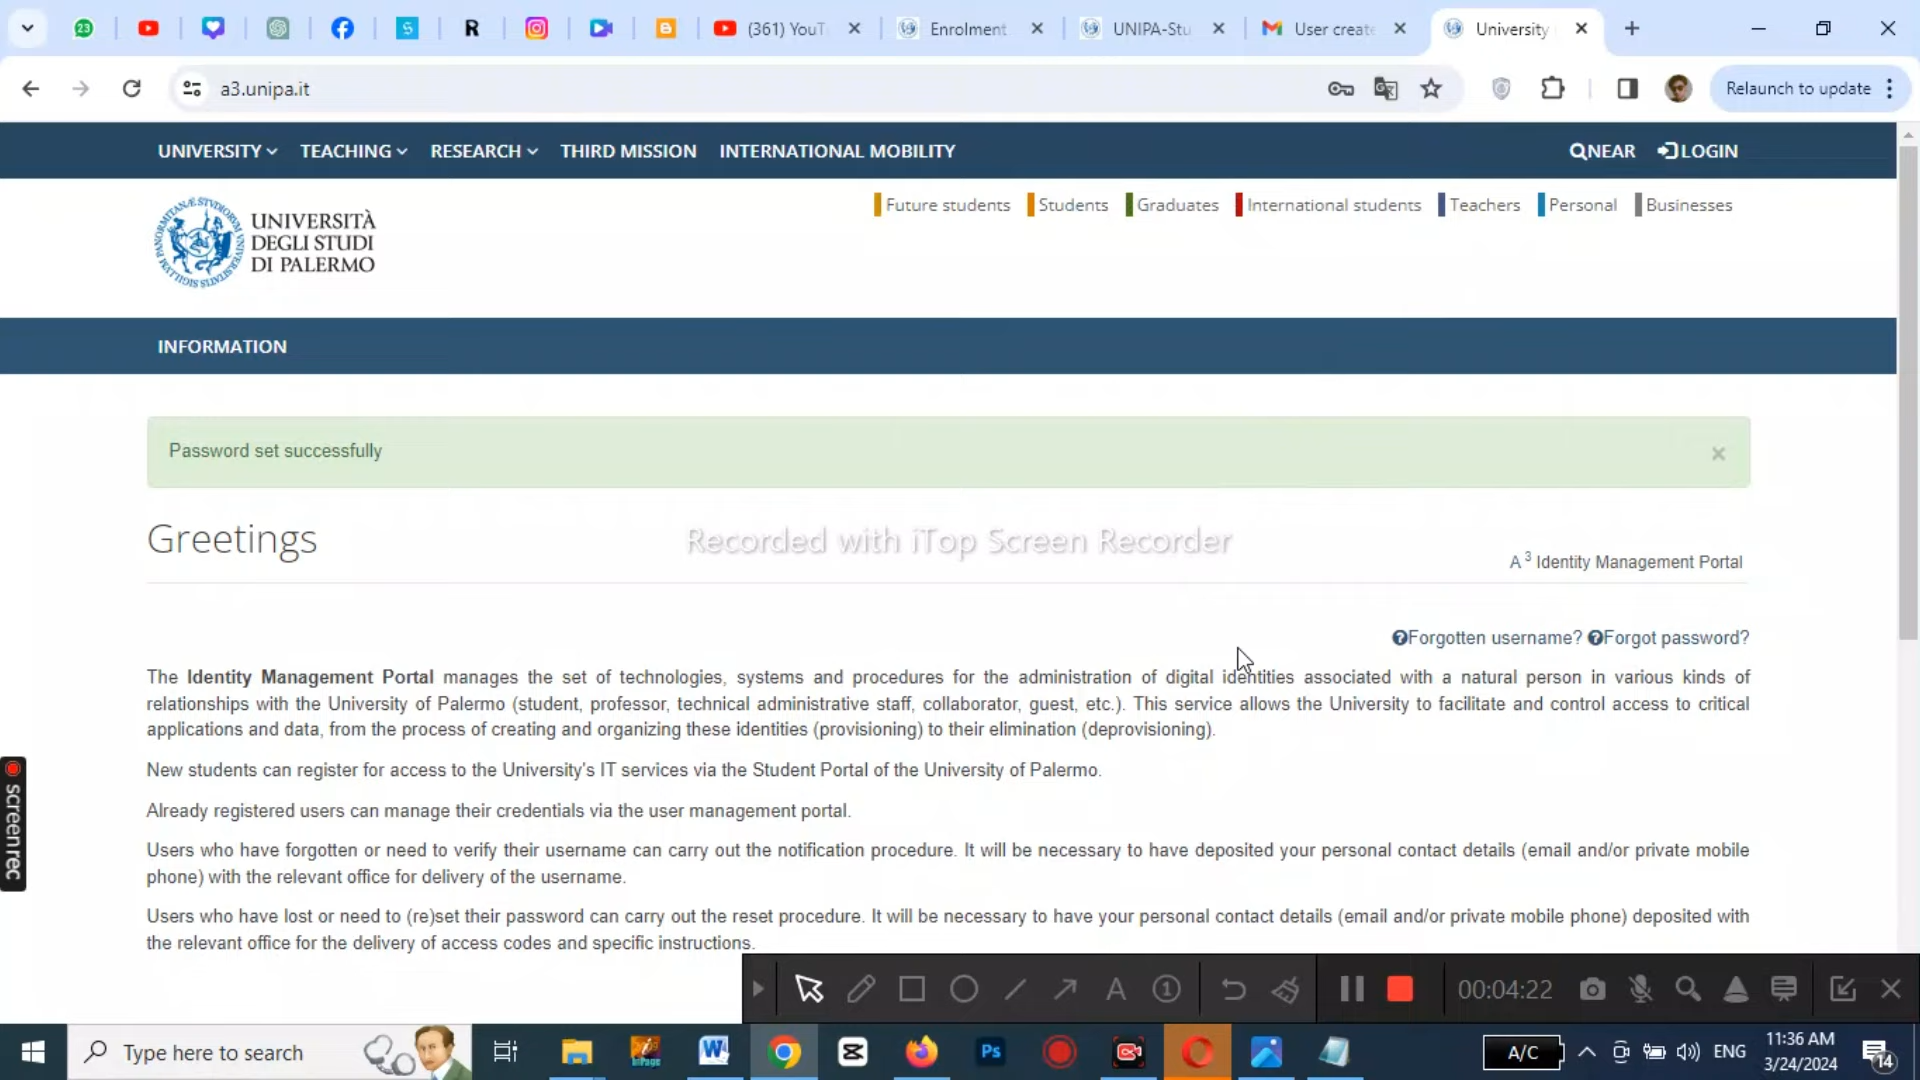 23
(361) YouT
Enrolment
UNIPA-Stu
User create
University
a3.unipa.it
Relaunch to update
UNIVERSITY TEACHING RESEARCH THIRD MISSION INTERNATIONAL MOBILITY NEAR LOGIN
Future students Students Graduates International students Teachers Personal Businesses
UNIVERSITÀ
DEGLI STUDI
DI PALERMO
INFORMATION
Password set successfully ×
Greetings
Recorded with iTop Screen Recorder
A 3 Identity Management Portal
Forgotten username? Forgot password?
The Identity Management Portal manages the set of technologies, systems and procedures for the administration of digital identities associated with a natural person in various kinds of
relationships with the University of Palermo (student, professor, technical administrative staff, collaborator, guest, etc.). This service allows the University to facilitate and control access to critical
applications and data, from the process of creating and organizing these identities (provisioning) to their elimination (deprovisioning).
New students can register for access to the University's IT services via the Student Portal of the University of Palermo.
Already registered users can manage their credentials via the user management portal.
Users who have forgotten or need to verify their username can carry out the notification procedure. It will be necessary to have deposited your personal contact details (email and/or private mobile
phone) with the relevant office for delivery of the username.
Users who have lost or need to (re)set their password can carry out the reset procedure. It will be necessary to have your personal contact details (email and/or private mobile phone) deposited with
the relevant office for the delivery of access codes and specific instructions.
screenrec
A 1 00:04:22
Type here to search
Ps
A/C
ENG
11:36 AM
3/24/2024
14